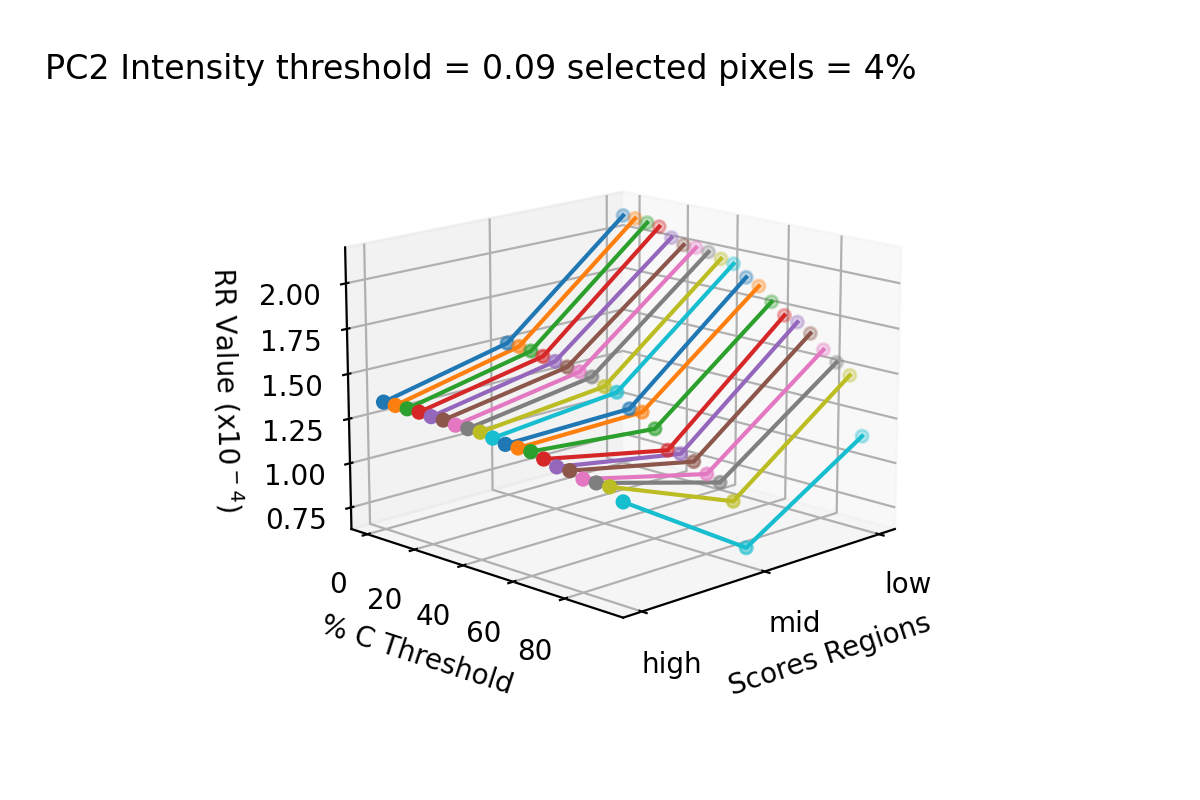 PC2 Intensity threshold = 0.09 selected pixels = 4%
RR Value (x10⁻⁴)
2.00
1.75
1.50
1.25
1.00
0.75
0
20
40
60
80
% C Threshold
high
mid
low
Scores Regions